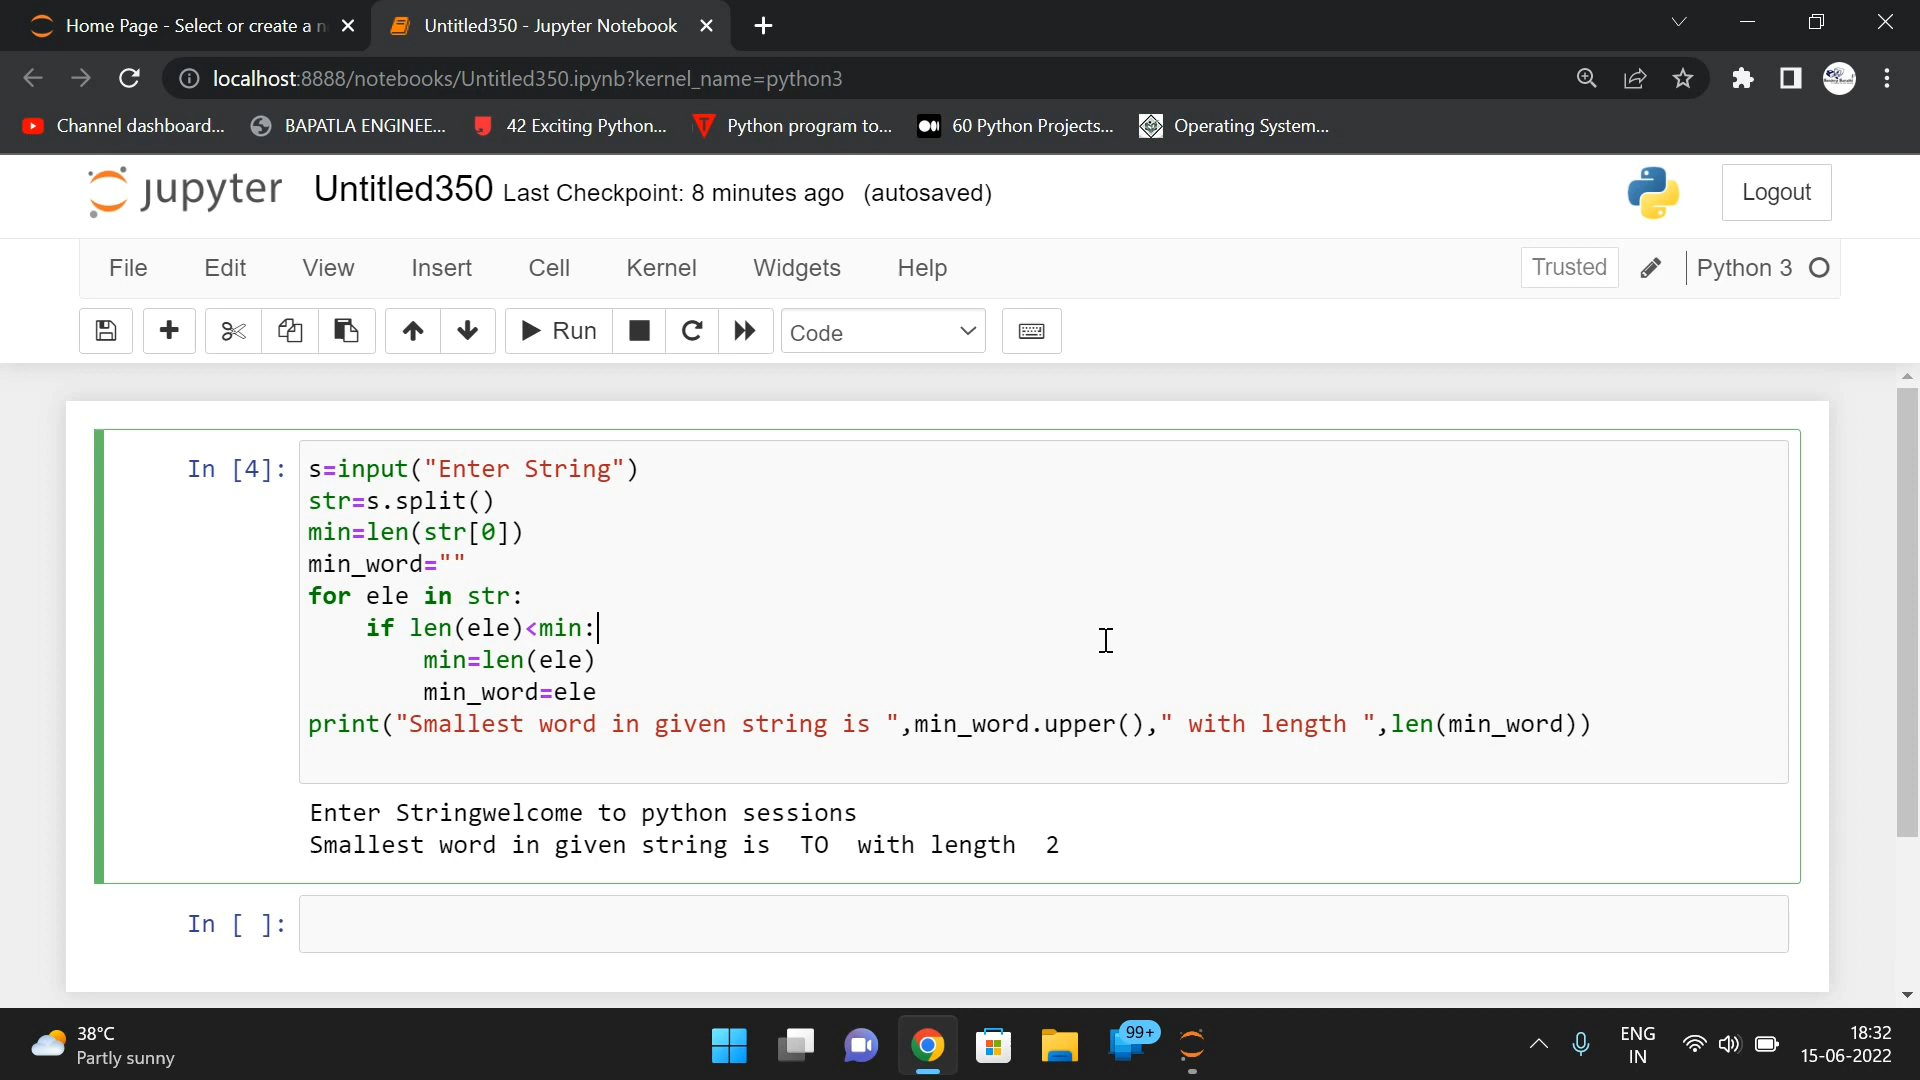 Home Page - Select or create a n
Untitled350 - Jupyter Notebook
localhost:8888/notebooks/Untitled350.ipynb?kernel_name=python3
Channel dashboard...
BAPATLA ENGINEE...
42 Exciting Python...
Python program to...
60 Python Projects...
Operating System...
jupyter Untitled350 Last Checkpoint: 8 minutes ago (autosaved)
Logout
File Edit View Insert Cell Kernel Widgets Help
Trusted
Python 3
Run
Code
In [4]:
s=input("Enter String")
str=s.split()
min=len(str[0])
min_word=""
for ele in str:
    if len(ele)<min:
        min=len(ele)
        min_word=ele
print("Smallest word in given string is ",min_word.upper()," with length ",len(min_word))
Enter Stringwelcome to python sessions
Smallest word in given string is  TO  with length  2
In [ ]:
38°C
Partly sunny
99+
ENG
IN
18:32
15-06-2022